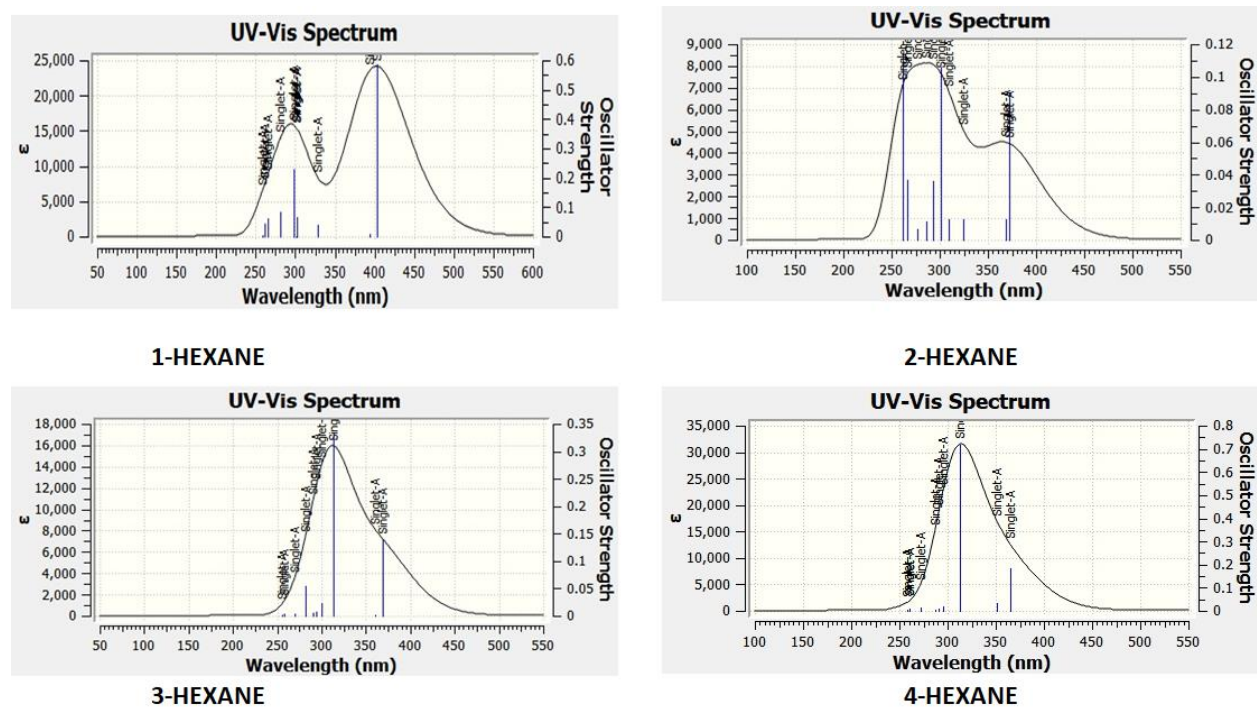 UV-Vis Spectrum
25,000
20,000
15,000
10,000
5,000
0
ε
0.6
0.5
0.4
0.3
0.2
0.1
0
Oscillator
Strength
Singlet-A
Singlet-A
Singlet-A
50 100 150 200 250 300 350 400 450 500 550 600
Wavelength (nm)
1-HEXANE
UV-Vis Spectrum
9,000
8,000
7,000
6,000
5,000
4,000
3,000
2,000
1,000
0
ε
0.12
0.1
0.08
0.06
0.04
0.02
0
Oscillator Strength
Singlet-A
Singlet-A
Singlet-A
100 150 200 250 300 350 400 450 500 550
Wavelength (nm)
2-HEXANE
UV-Vis Spectrum
18,000
16,000
14,000
12,000
10,000
8,000
6,000
4,000
2,000
0
ε
0.35
0.3
0.25
0.2
0.15
0.1
0.05
0
Oscillator Strength
Sing
Singlet-A
Singlet-A
Singlet-A
Singlet-A
Singlet-A
50 100 150 200 250 300 350 400 450 500 550
Wavelength (nm)
3-HEXANE
UV-Vis Spectrum
35,000
30,000
25,000
20,000
15,000
10,000
5,000
0
ε
0.8
0.7
0.6
0.5
0.4
0.3
0.2
0.1
0
Oscillator Strength
Singlet-A
Singlet-A
Singlet-A
Singlet-A
Singlet-A
100 150 200 250 300 350 400 450 500 550
Wavelength (nm)
4-HEXANE